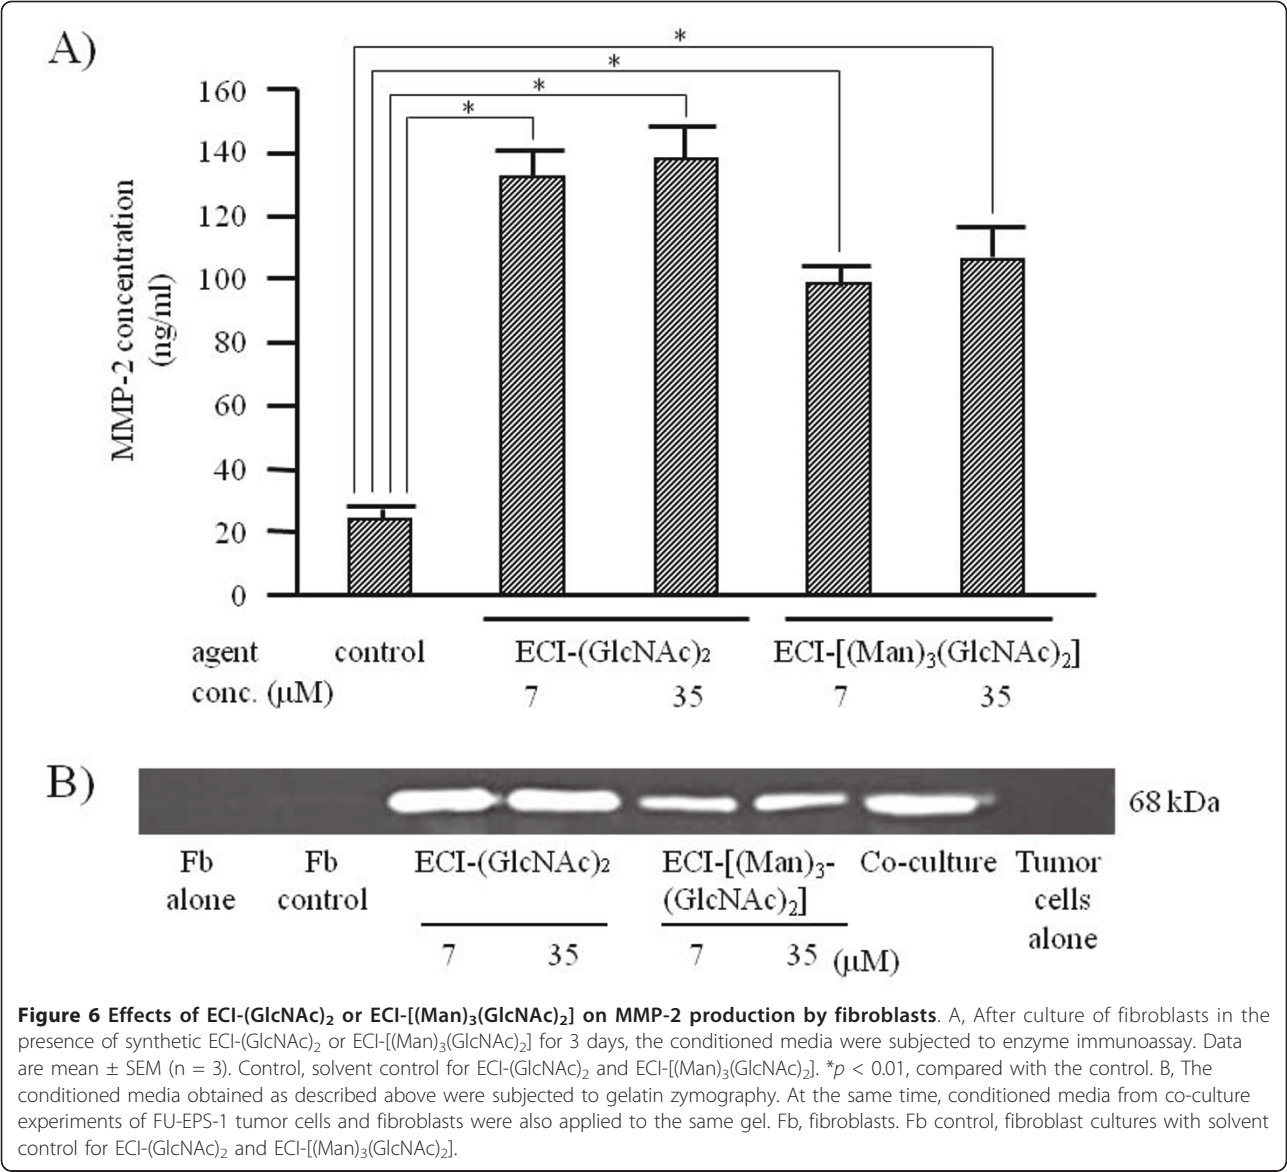 A)
* 
*
*
*
160
140
120
100
80
60
40
20
0
MMP-2 concentration
(ng/ml)
agent control ECI-(GlcNAc)₂ ECI-[(Man)₃(GlcNAc)₂]
conc. (μM) 7 35 7 35
B)
68 kDa
Fb Fb ECI-(GlcNAc)₂ ECI-[(Man)₃- Co-culture Tumor
alone control (GlcNAc)₂] cells
alone
7 35 7 35 (μM)
Figure 6 Effects of ECI-(GlcNAc)₂ or ECI-[(Man)₃(GlcNAc)₂] on MMP-2 production by fibroblasts. A, After culture of fibroblasts in the
presence of synthetic ECI-(GlcNAc)₂ or ECI-[(Man)₃(GlcNAc)₂] for 3 days, the conditioned media were subjected to enzyme immunoassay. Data
are mean ± SEM (n = 3). Control, solvent control for ECI-(GlcNAc)₂ and ECI-[(Man)₃(GlcNAc)₂]. *p < 0.01, compared with the control. B, The
conditioned media obtained as described above were subjected to gelatin zymography. At the same time, conditioned media from co-culture
experiments of FU-EPS-1 tumor cells and fibroblasts were also applied to the same gel. Fb, fibroblasts. Fb control, fibroblast cultures with solvent
control for ECI-(GlcNAc)₂ and ECI-[(Man)₃(GlcNAc)₂].